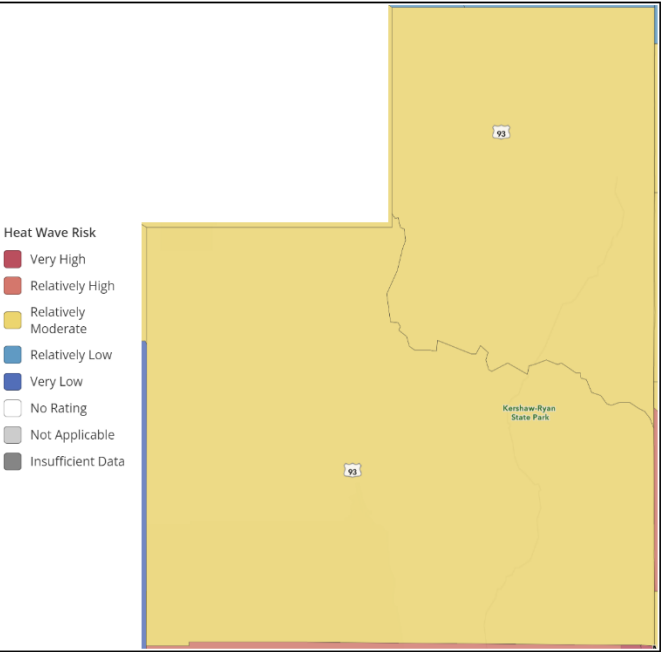 93
Heat Wave Risk
Very High
Relatively High
Relatively
Moderate
Relatively Low
Very Low
No Rating
Not Applicable
Insufficient Data
Kershaw-Ryan
State Park
93